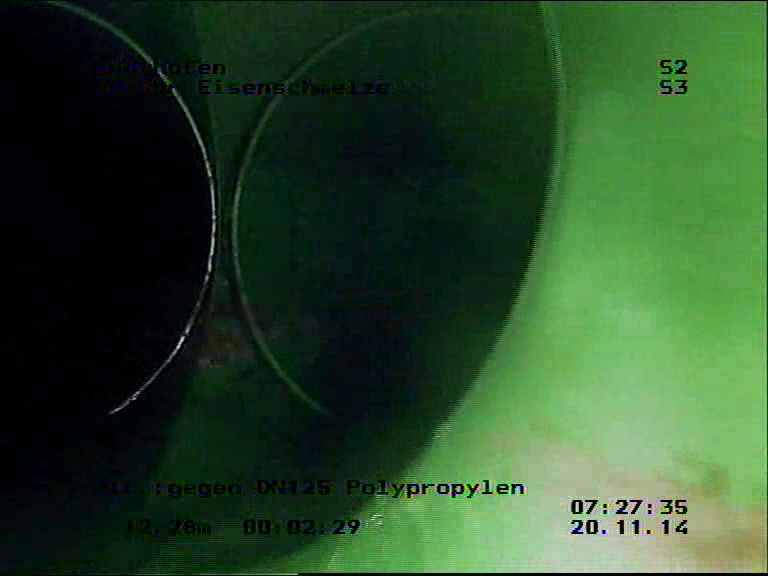 S2
Eisenschmelze S3
gegen DN125 Polypropylen
07:27:35
12.28m 00:02:29 20.11.14